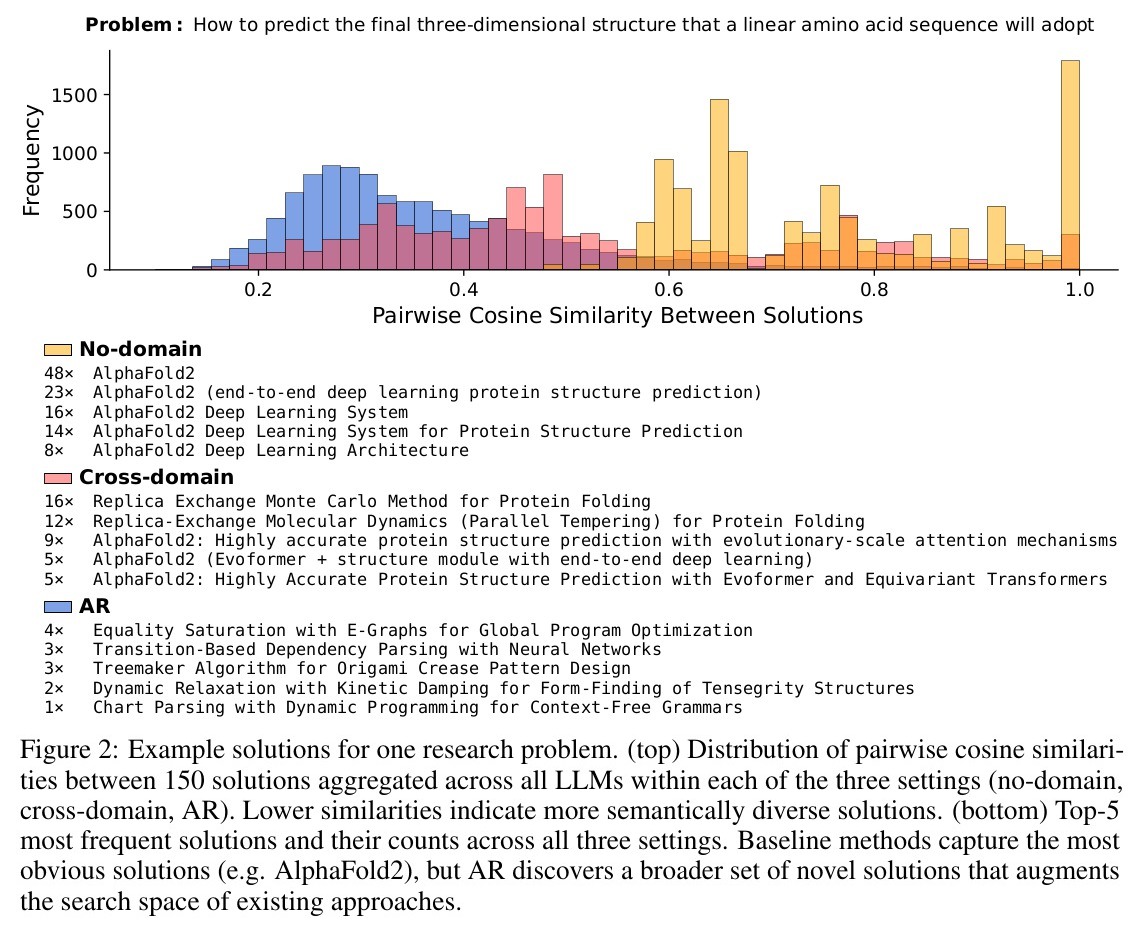 Problem: How to predict the final three-dimensional structure that a linear amino acid sequence will adopt
Frequency
1500
1000
500
0
0.2 0.4 0.6 0.8 1.0
Pairwise Cosine Similarity Between Solutions
No-domain
48× AlphaFold2
23× AlphaFold2 (end-to-end deep learning protein structure prediction)
16× AlphaFold2 Deep Learning System
14× AlphaFold2 Deep Learning System for Protein Structure Prediction
8× AlphaFold2 Deep Learning Architecture
Cross-domain
16× Replica Exchange Monte Carlo Method for Protein Folding
12× Replica-Exchange Molecular Dynamics (Parallel Tempering) for Protein Folding
9× AlphaFold2: Highly accurate protein structure prediction with evolutionary-scale attention mechanisms
5× AlphaFold2 (Evoformer + structure module with end-to-end deep learning)
5× AlphaFold2: Highly Accurate Protein Structure Prediction with Evoformer and Equivariant Transformers
AR
4× Equality Saturation with E-Graphs for Global Program Optimization
3× Transition-Based Dependency Parsing with Neural Networks
3× Treemaker Algorithm for Origami Crease Pattern Design
2× Dynamic Relaxation with Kinetic Damping for Form-Finding of Tensegrity Structures
1× Chart Parsing with Dynamic Programming for Context-Free Grammars
Figure 2: Example solutions for one research problem. (top) Distribution of pairwise cosine similari-
ties between 150 solutions aggregated across all LLMs within each of the three settings (no-domain,
cross-domain, AR). Lower similarities indicate more semantically diverse solutions. (bottom) Top-5
most frequent solutions and their counts across all three settings. Baseline methods capture the most
obvious solutions (e.g. AlphaFold2), but AR discovers a broader set of novel solutions that augments
the search space of existing approaches.